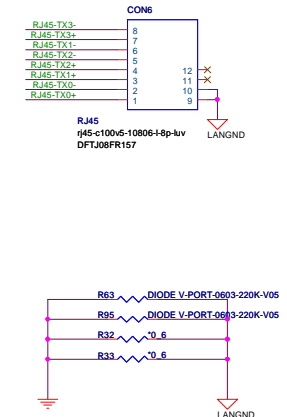 CON6
RJ45-TX3- 8
RJ45-TX3+ 7
RJ45-TX1- 6
RJ45-TX2- 5
RJ45-TX2+ 4 12
RJ45-TX1+ 3 11
RJ45-TX0- 2 10
RJ45-TX0+ 1 9
RJ45
LANGND
rj45-c100v5-10806-l-8p-luv
DFTJ08FR157
R63 DIODE V-PORT-0603-220K-V05
R95 DIODE V-PORT-0603-220K-V05
R32 *0_6
R33 *0_6
LANGND